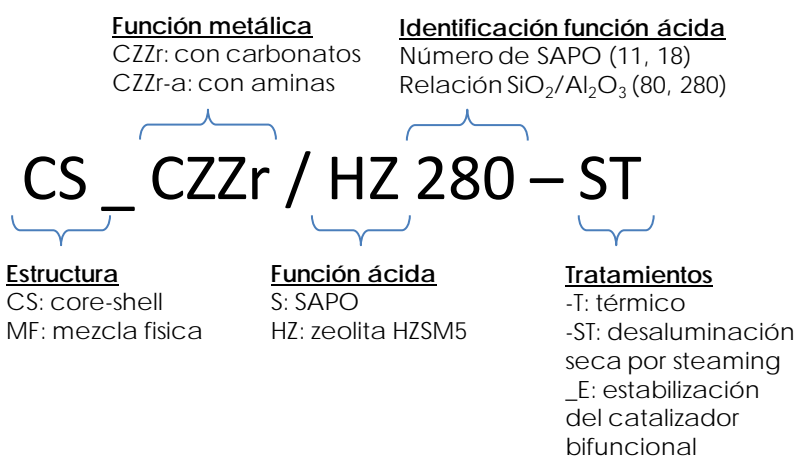 Función metálica
CZZr: con carbonatos
CZZr-a: con aminas
Identificación función ácida
Número de SAPO (11, 18)
Relación SiO₂/Al₂O₃ (80, 280)
CS _ CZZr / HZ 280 – ST
Estructura
CS: core-shell
MF: mezcla fisica
Función ácida
S: SAPO
HZ: zeolita HZSM5
Tratamientos
-T: térmico
-ST: desaluminación
seca por steaming
_E: estabilización
del catalizador
bifuncional